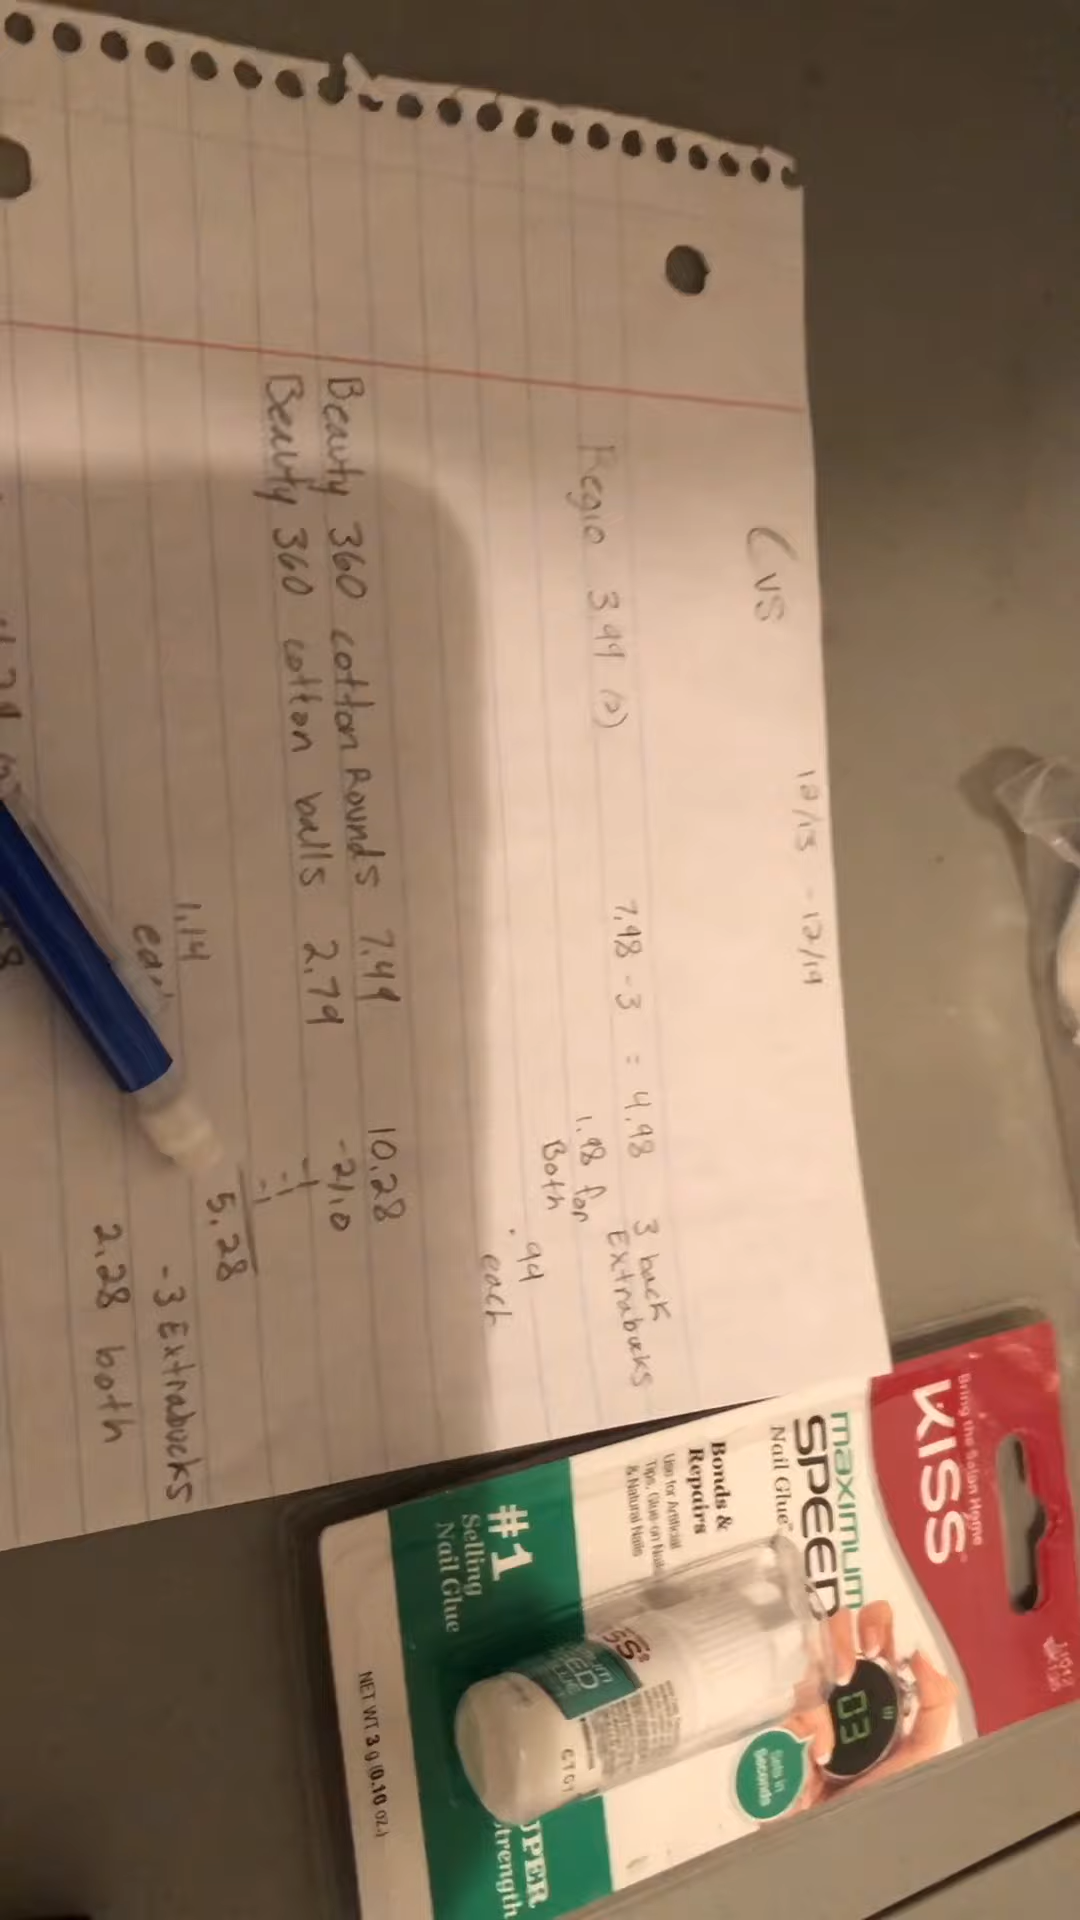 12/13 - 12/19
CVS
7.98 - 3 = 4.98 3 back
Extrabucks
Regio 3.99 (2)
1.98 for
Both
.94
each
10.28
Beauty 360 cotton Rounds 7.49
-2/10
Beauty 360 cotton balls 2.79
-1
-1
-1
5.28
1.14
-3 Extrabucks
2.28 both
KISS
Bring the Salon Home
maximum
SPEED
Nail Glue
Bonds &
Repairs
Use for Artificial
Tips, Glue-on Nails
& Natural Nails
03
Sets in
Seconds
#1
Selling
Nail Glue
NET WT 3 g (0.10 oz.)